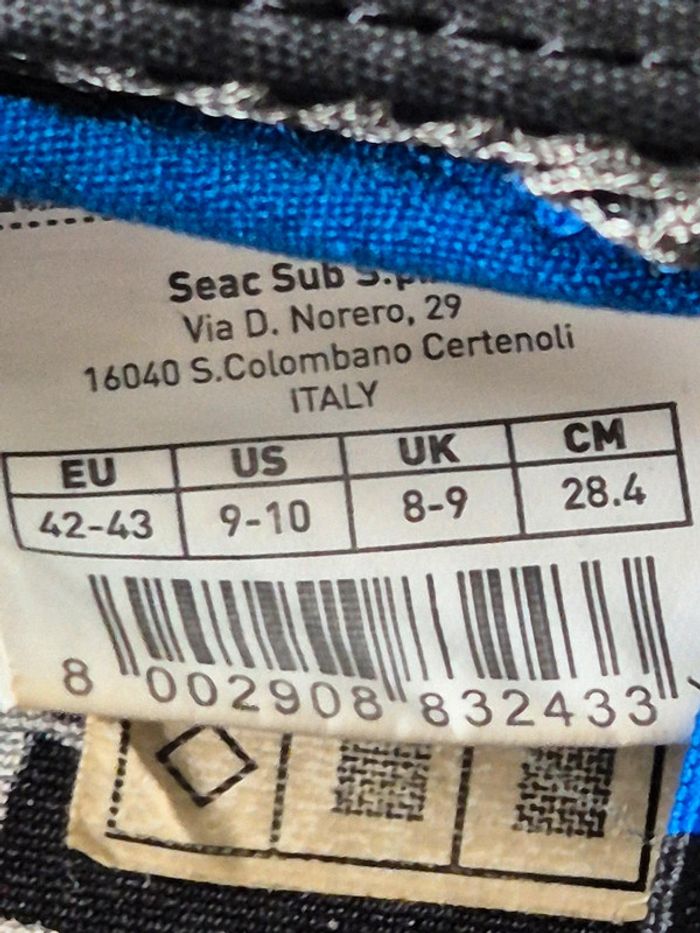 Seac Sub S.p.
Via D. Norero, 29
16040 S.Colombano Certenoli
ITALY
EU US UK CM
42-43 9-10 8-9 28.4
8 002908 832433